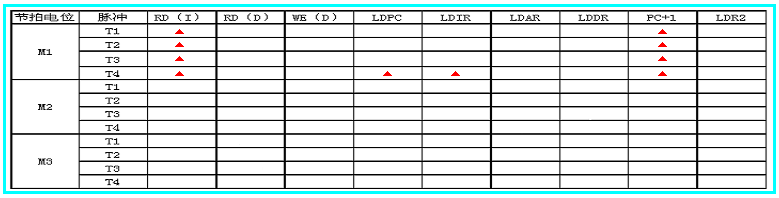 节拍电位 脉冲 RD（I） RD（D） WE（D） LDPC LDIR LDAR LDDR PC+1 LDR2
M1 T1
T2
T3
T4
M2 T1
T2
T3
T4
M3 T1
T2
T3
T4